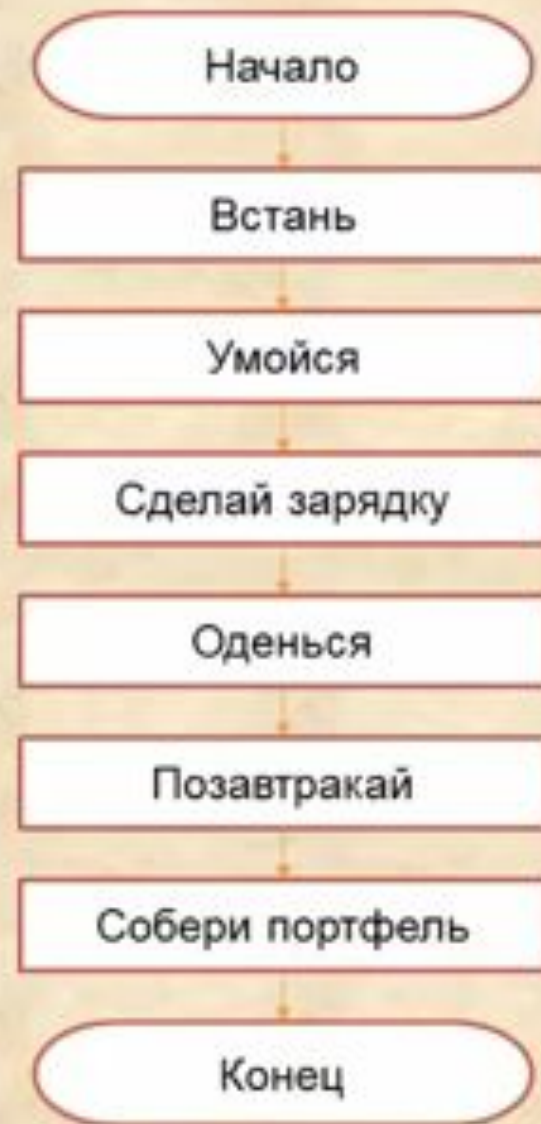 Начало
Встань
Умойся
Сделай зарядку
Оденься
Позавтракай
Собери портфель
Конец